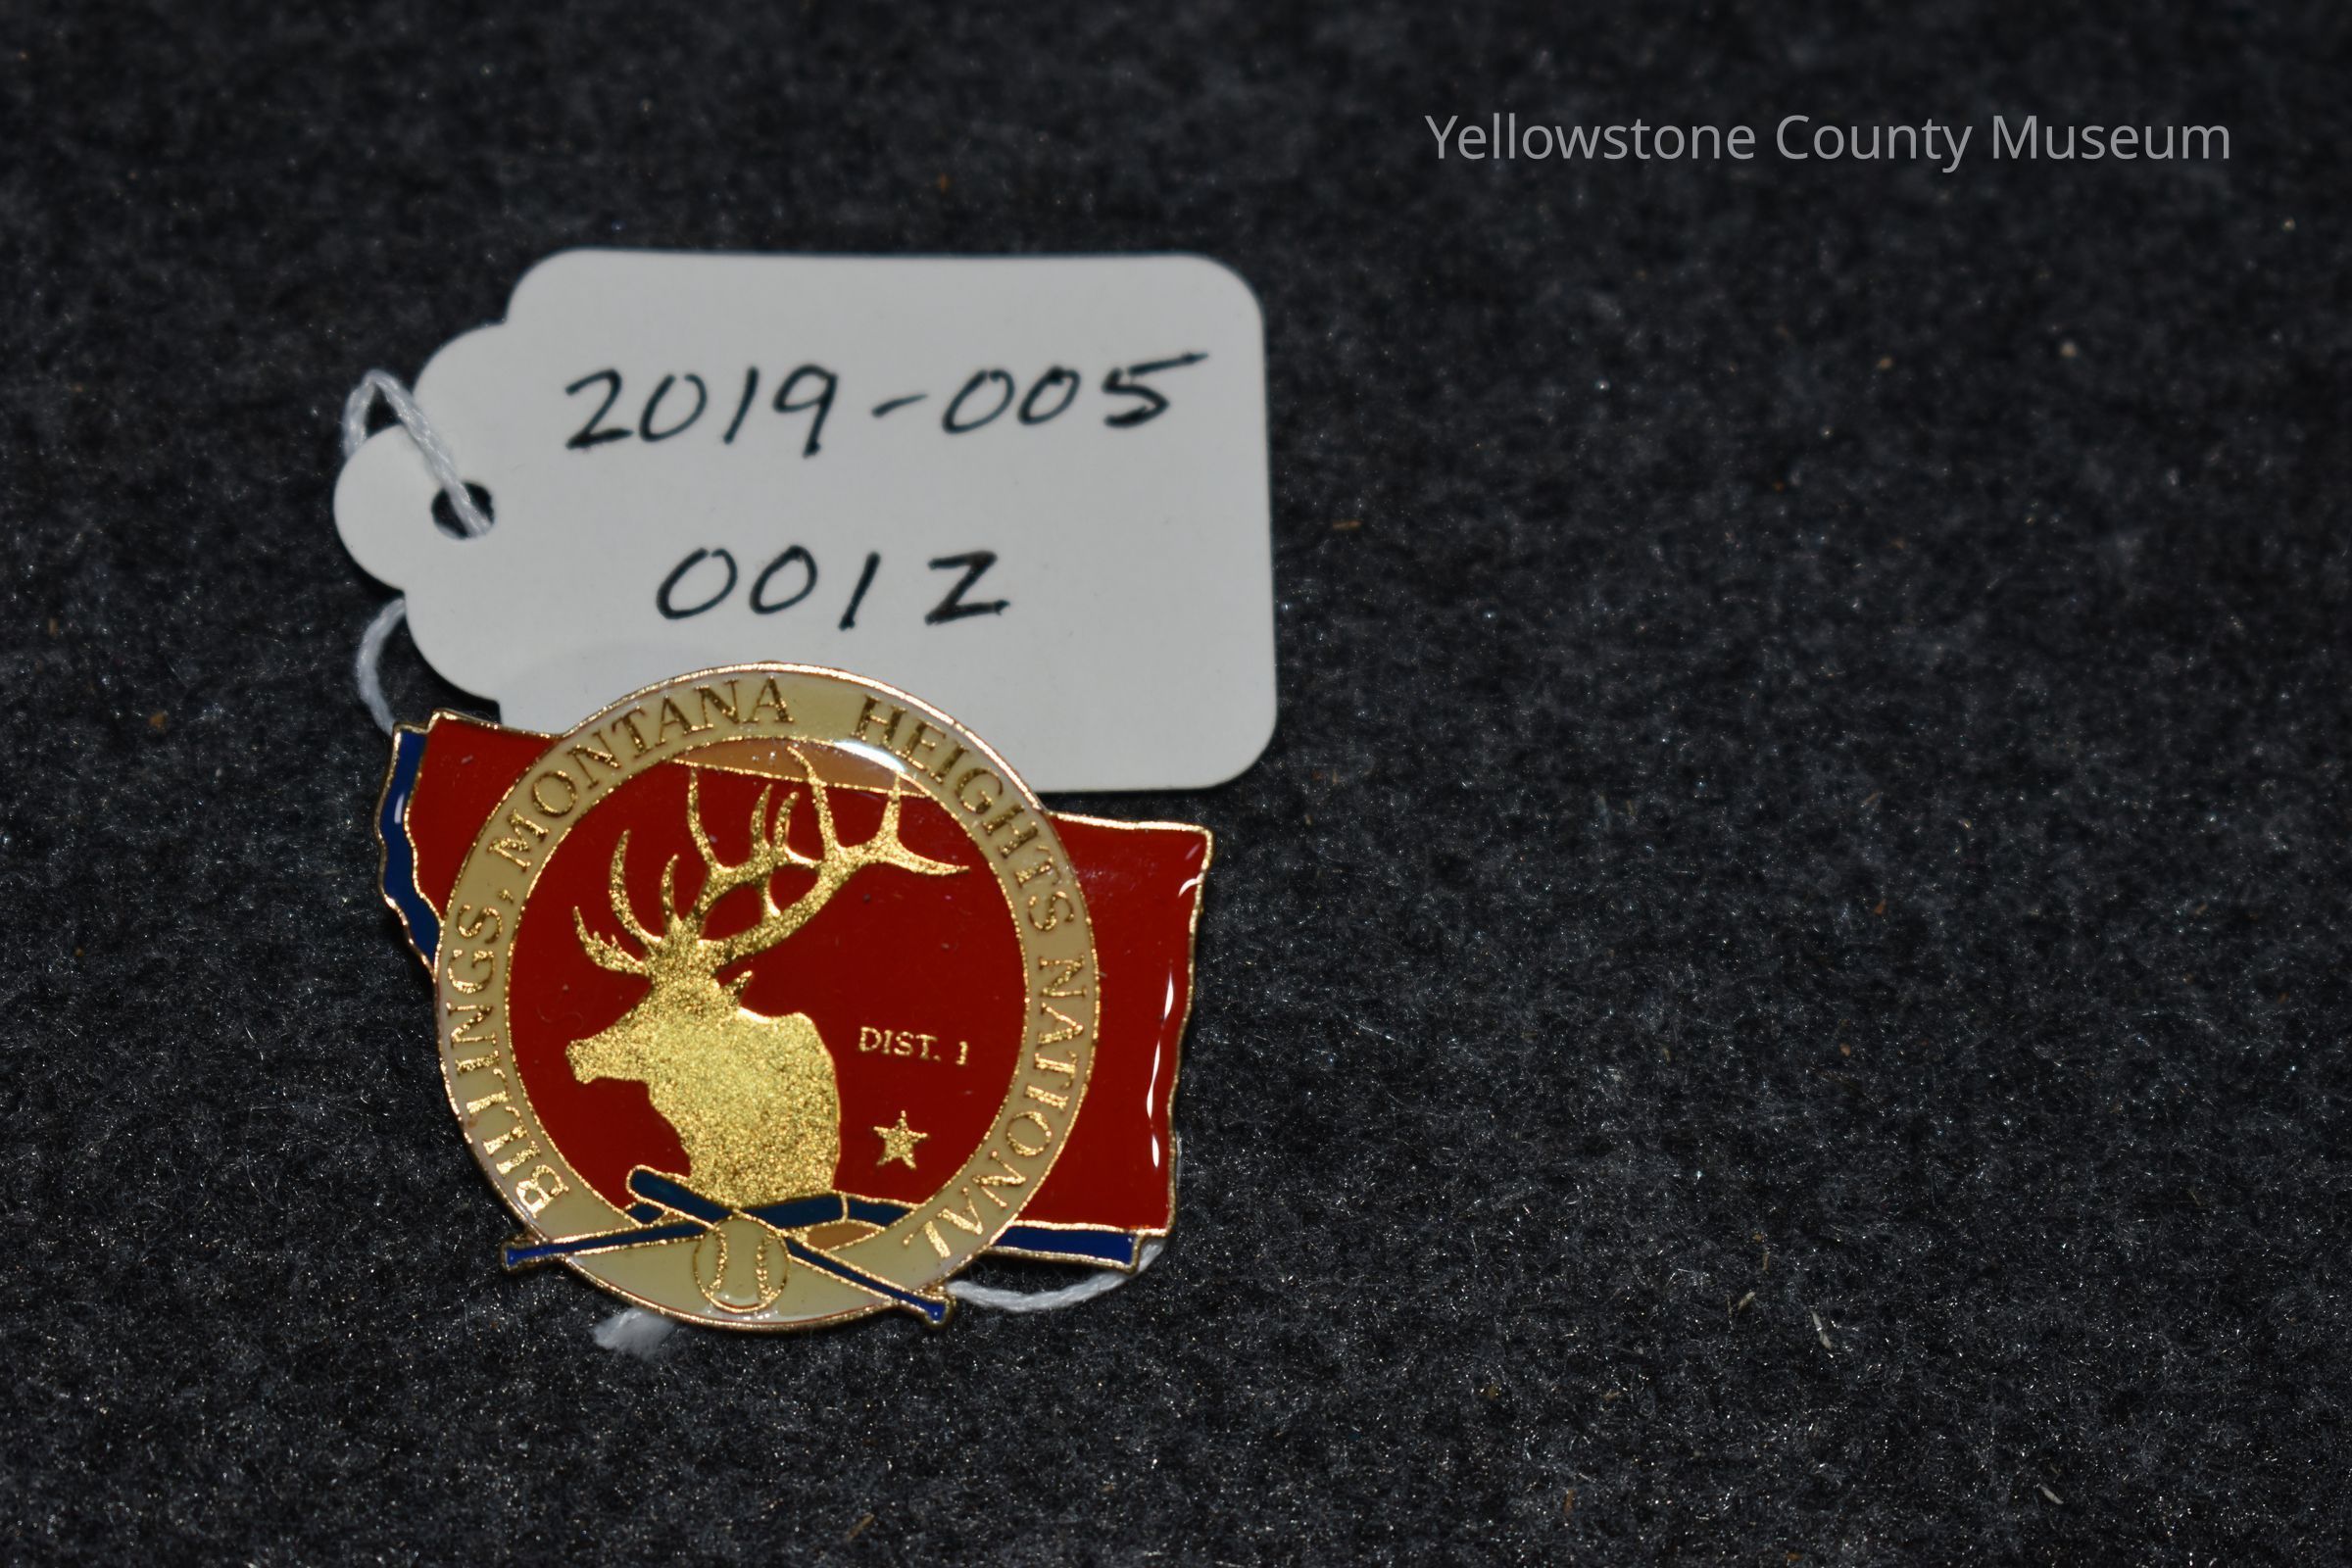 Yellowstone County Museum
2019-005
0012
BILLINGS, MONTANA HEIGHTS NATIONAL
DIST. 1